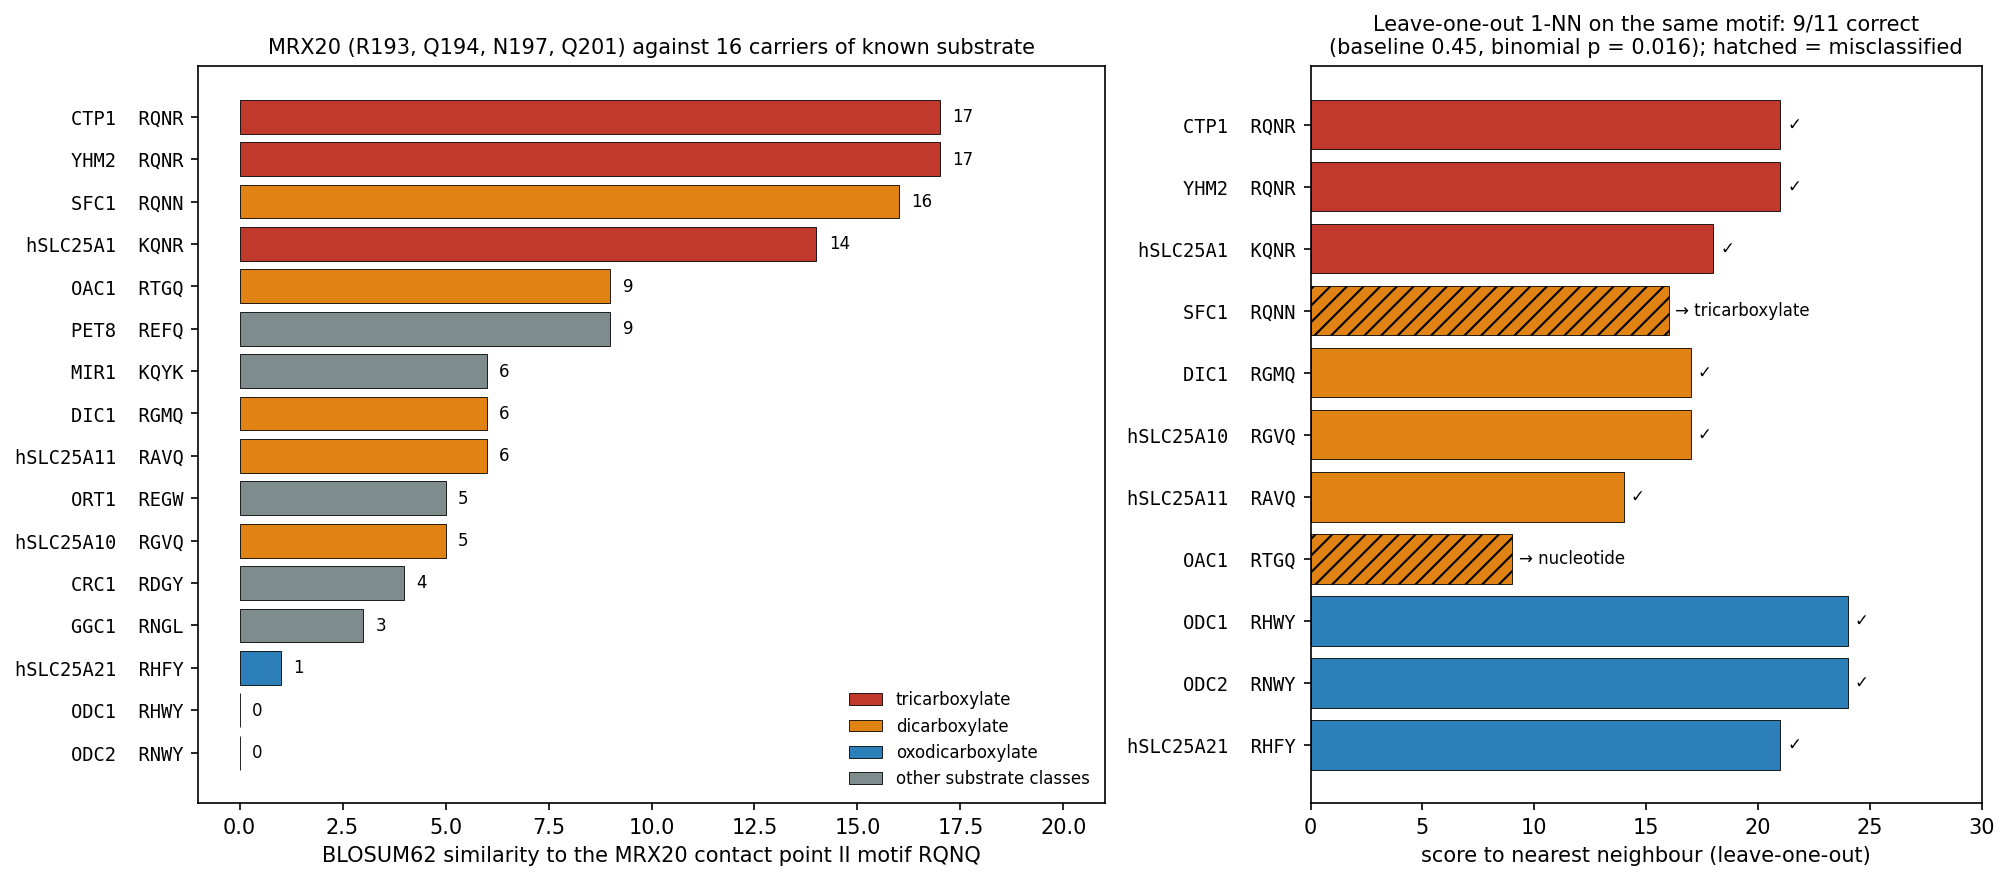 MRX20 (R193, Q194, N197, Q201) against 16 carriers of known substrate
CTP1 RQNR 17
YHM2 RQNR 17
SFC1 RQNN 16
hSLC25A1 KQNR 14
OAC1 RTGQ 9
PET8 REFQ 9
MIR1 KQYK 6
DIC1 RGMQ 6
hSLC25A11 RAVQ 6
ORT1 REGW 5
hSLC25A10 RGVQ 5
CRC1 RDGY 4
GGC1 RNGL 3
hSLC25A21 RHFY 1
ODC1 RHWY 0
ODC2 RNWY 0
tricarboxylate
dicarboxylate
oxodicarboxylate
other substrate classes
0.0 2.5 5.0 7.5 10.0 12.5 15.0 17.5 20.0
BLOSUM62 similarity to the MRX20 contact point II motif RQNQ
Leave-one-out 1-NN on the same motif: 9/11 correct
(baseline 0.45, binomial p = 0.016); hatched = misclassified
CTP1 RQNR ✓
YHM2 RQNR ✓
hSLC25A1 KQNR ✓
SFC1 RQNN → tricarboxylate
DIC1 RGMQ ✓
hSLC25A10 RGVQ ✓
hSLC25A11 RAVQ ✓
OAC1 RTGQ → nucleotide
ODC1 RHWY ✓
ODC2 RNWY ✓
hSLC25A21 RHFY ✓
0 5 10 15 20 25 30
score to nearest neighbour (leave-one-out)